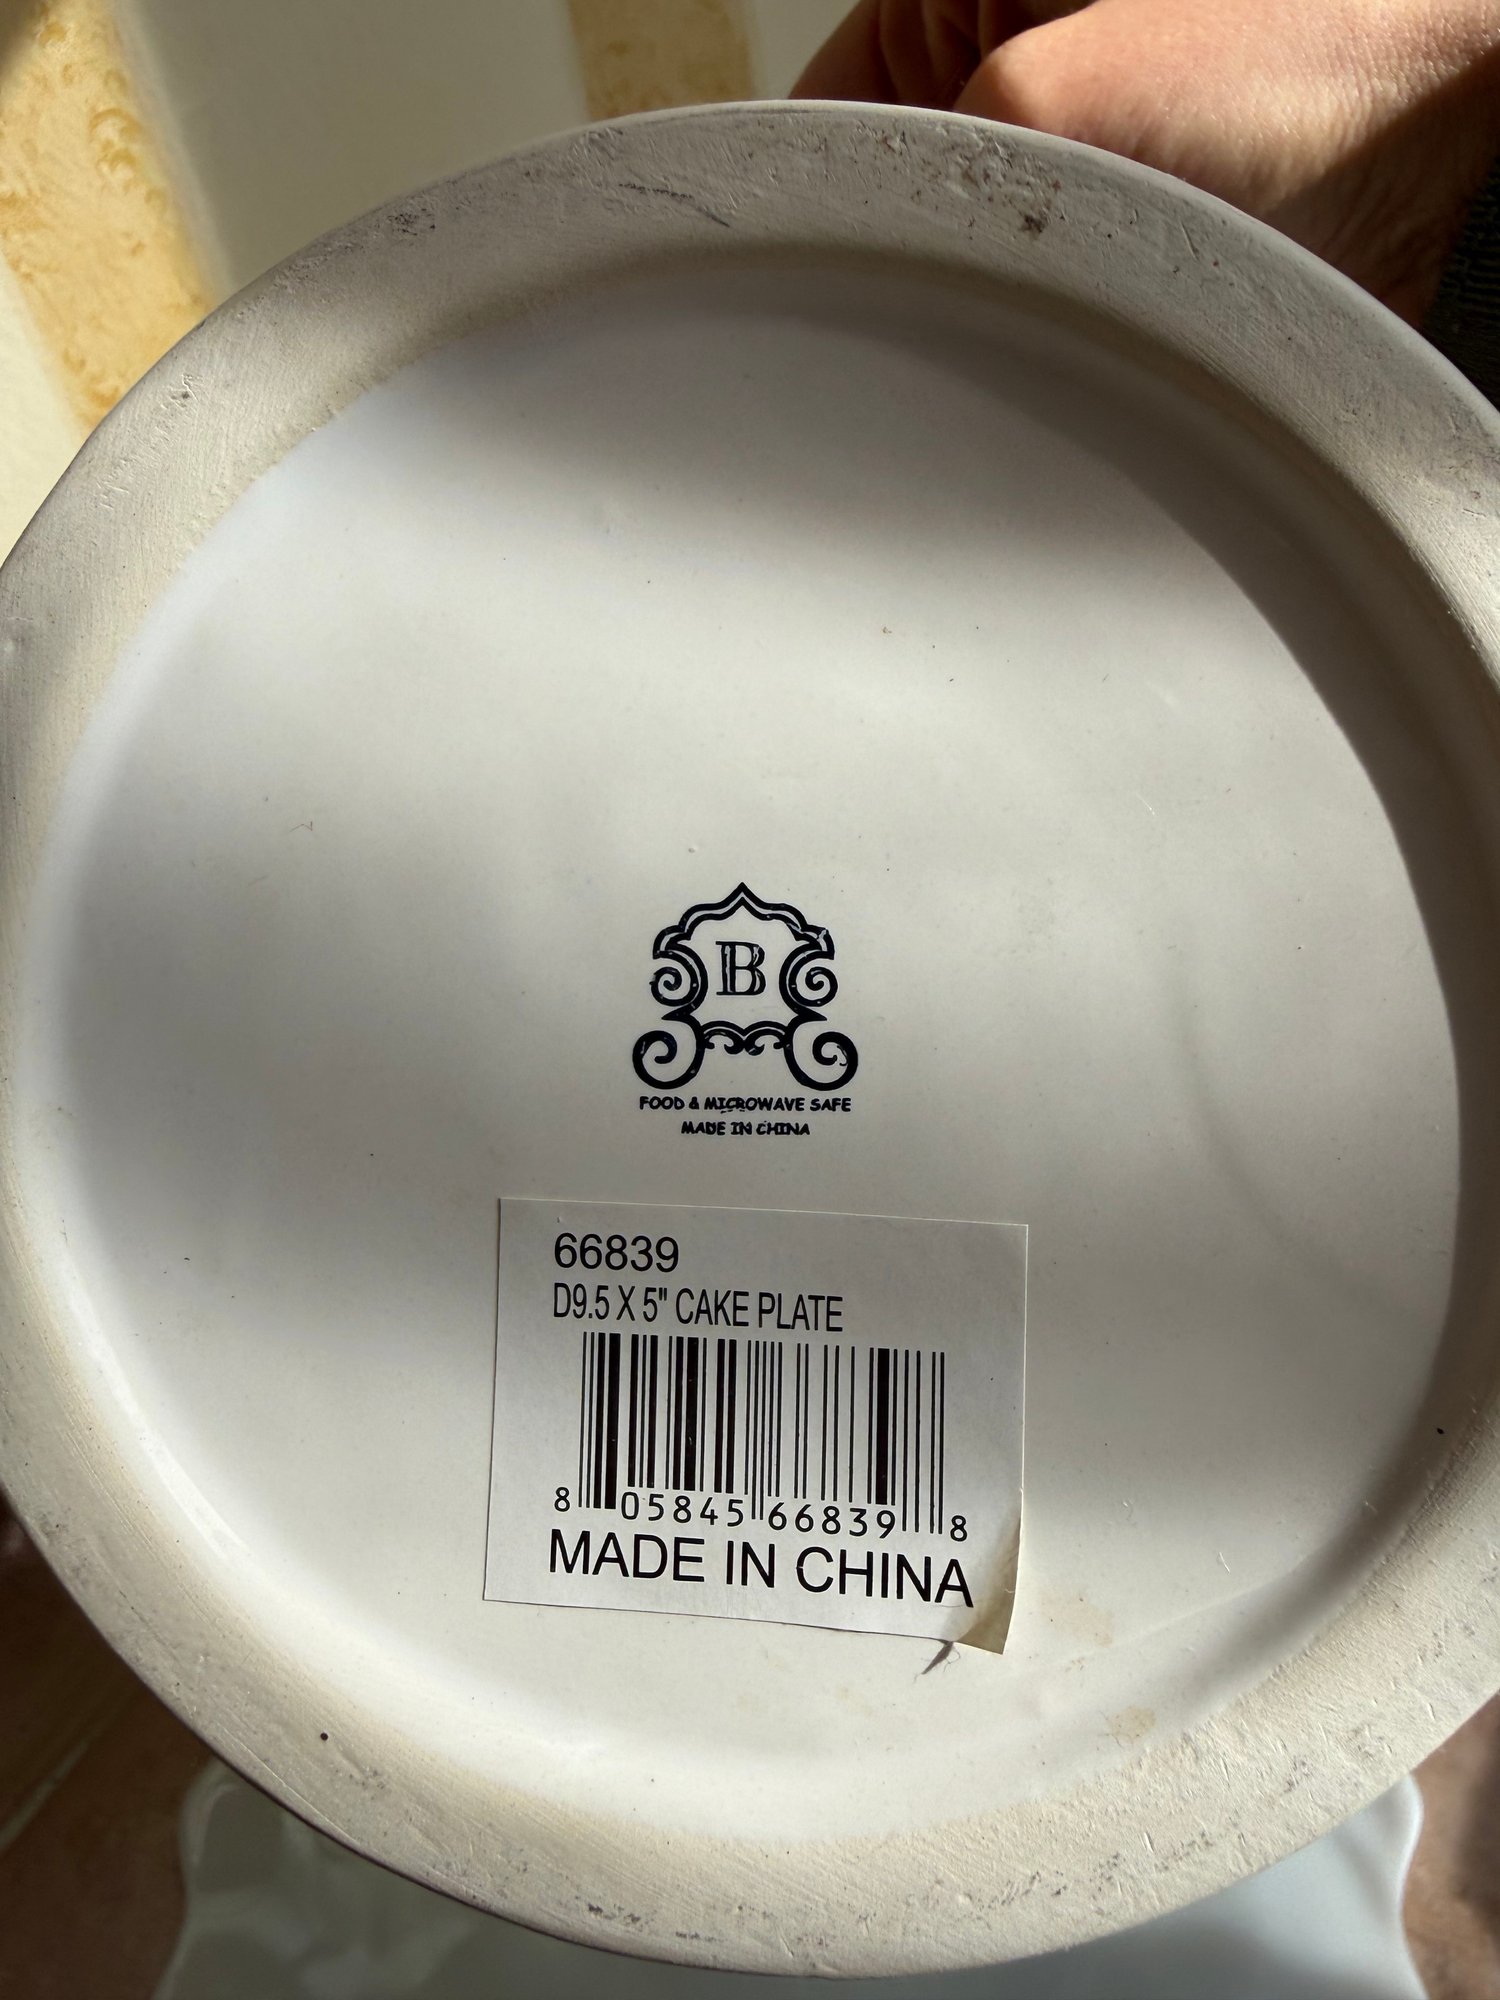 B
FOOD & MICROWAVE SAFE
MADE IN CHINA
66839
D9.5 X 5" CAKE PLATE
8 05845 66839 8
MADE IN CHINA